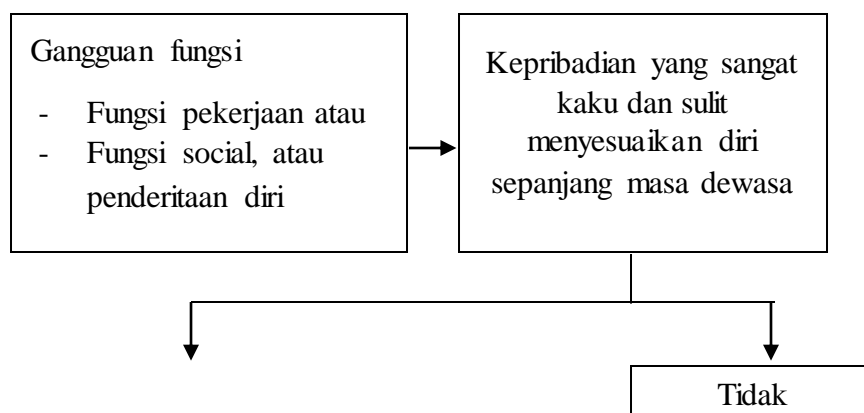 Gangguan fungsi
- Fungsi pekerjaan atau
- Fungsi social, atau
penderitaan diri
Kepribadian yang sangat
kaku dan sulit
menyesuaikan diri
sepanjang masa dewasa
Tidak